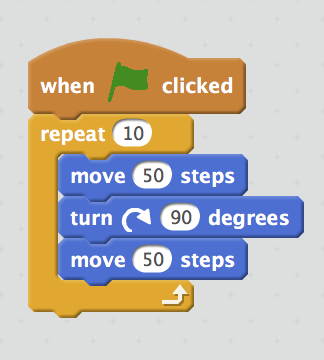 when clicked
repeat 10
move 50 steps
turn 90 degrees
move 50 steps